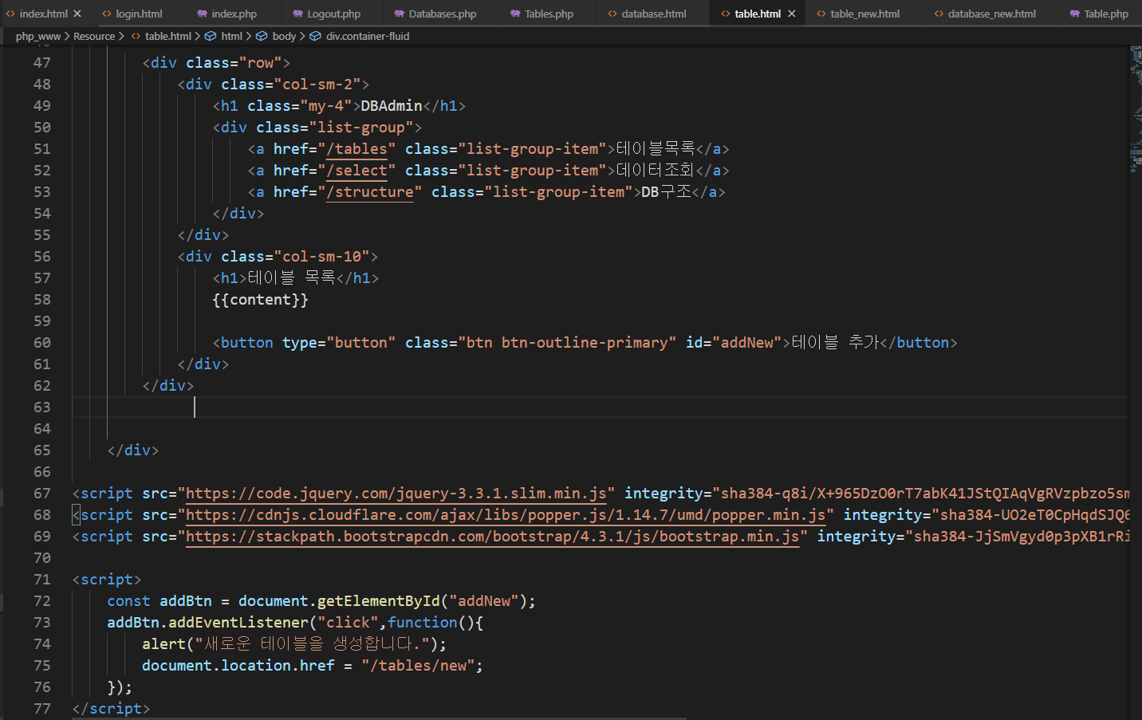 index.html × login.html index.php Logout.php Databases.php Tables.php database.html table.html × table_new.html database_new.html Table.php
php_www > Resource > table.html > html > body > div.container-fluid
47 <div class="row">
48 <div class="col-sm-2">
49 <h1 class="my-4">DBAdmin</h1>
50 <div class="list-group">
51 <a href="/tables" class="list-group-item">테이블목록</a>
52 <a href="/select" class="list-group-item">데이터조회</a>
53 <a href="/structure" class="list-group-item">DB구조</a>
54 </div>
55 </div>
56 <div class="col-sm-10">
57 <h1>테이블 목록</h1>
58 {{content}}
59
60 <button type="button" class="btn btn-outline-primary" id="addNew">테이블 추가</button>
61 </div>
62 </div>
63
64
65 </div>
66
67 <script src="https://code.jquery.com/jquery-3.3.1.slim.min.js" integrity="sha384-q8i/X+965DzO0rT7abK41JStQIAqVgRVzpbzo5sm
68 <script src="https://cdnjs.cloudflare.com/ajax/libs/popper.js/1.14.7/umd/popper.min.js" integrity="sha384-UO2eT0CpHqdSJQ6
69 <script src="https://stackpath.bootstrapcdn.com/bootstrap/4.3.1/js/bootstrap.min.js" integrity="sha384-JjSmVgyd0p3pXB1rRi
70
71 <script>
72 const addBtn = document.getElementById("addNew");
73 addBtn.addEventListener("click",function(){
74 alert("새로운 테이블을 생성합니다.");
75 document.location.href = "/tables/new";
76 });
77 </script>